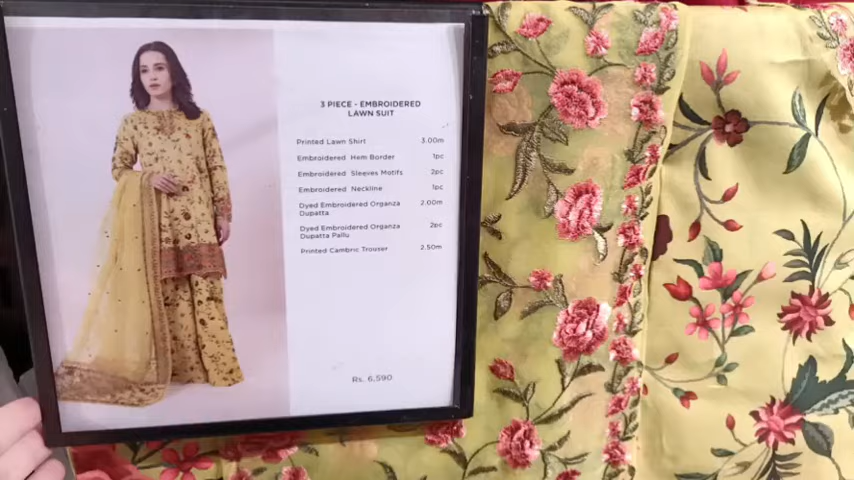 3 PIECE - EMBROIDERED
LAWN SUIT
Printed Lawn Shirt 3.00m
Embroidered Hem Border 1pc
Embroidered Sleeves Motifs 2pc
Embroidered Neckline 1pc
Dyed Embroidered Organza 2.00m
Dupatta
Dyed Embroidered Organza 2pc
Dupatta Pallu
Printed Cambric Trouser 2.50m
Rs. 6,590